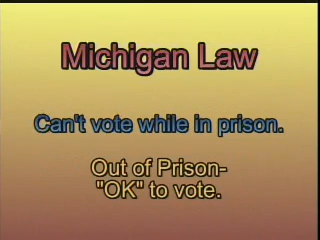 Michigan Law
Can't vote while in prison.
Out of Prison-
"OK" to vote.